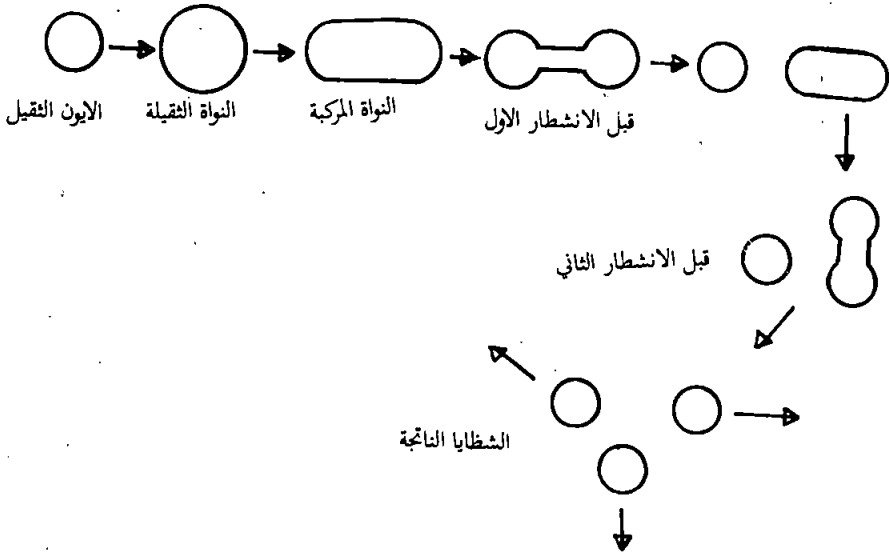 الايون الثقيل
النواة الثقيلة
النواة المركبة
قبل الانشطار الاول
قبل الانشطار الثاني
الشظايا الناتجة